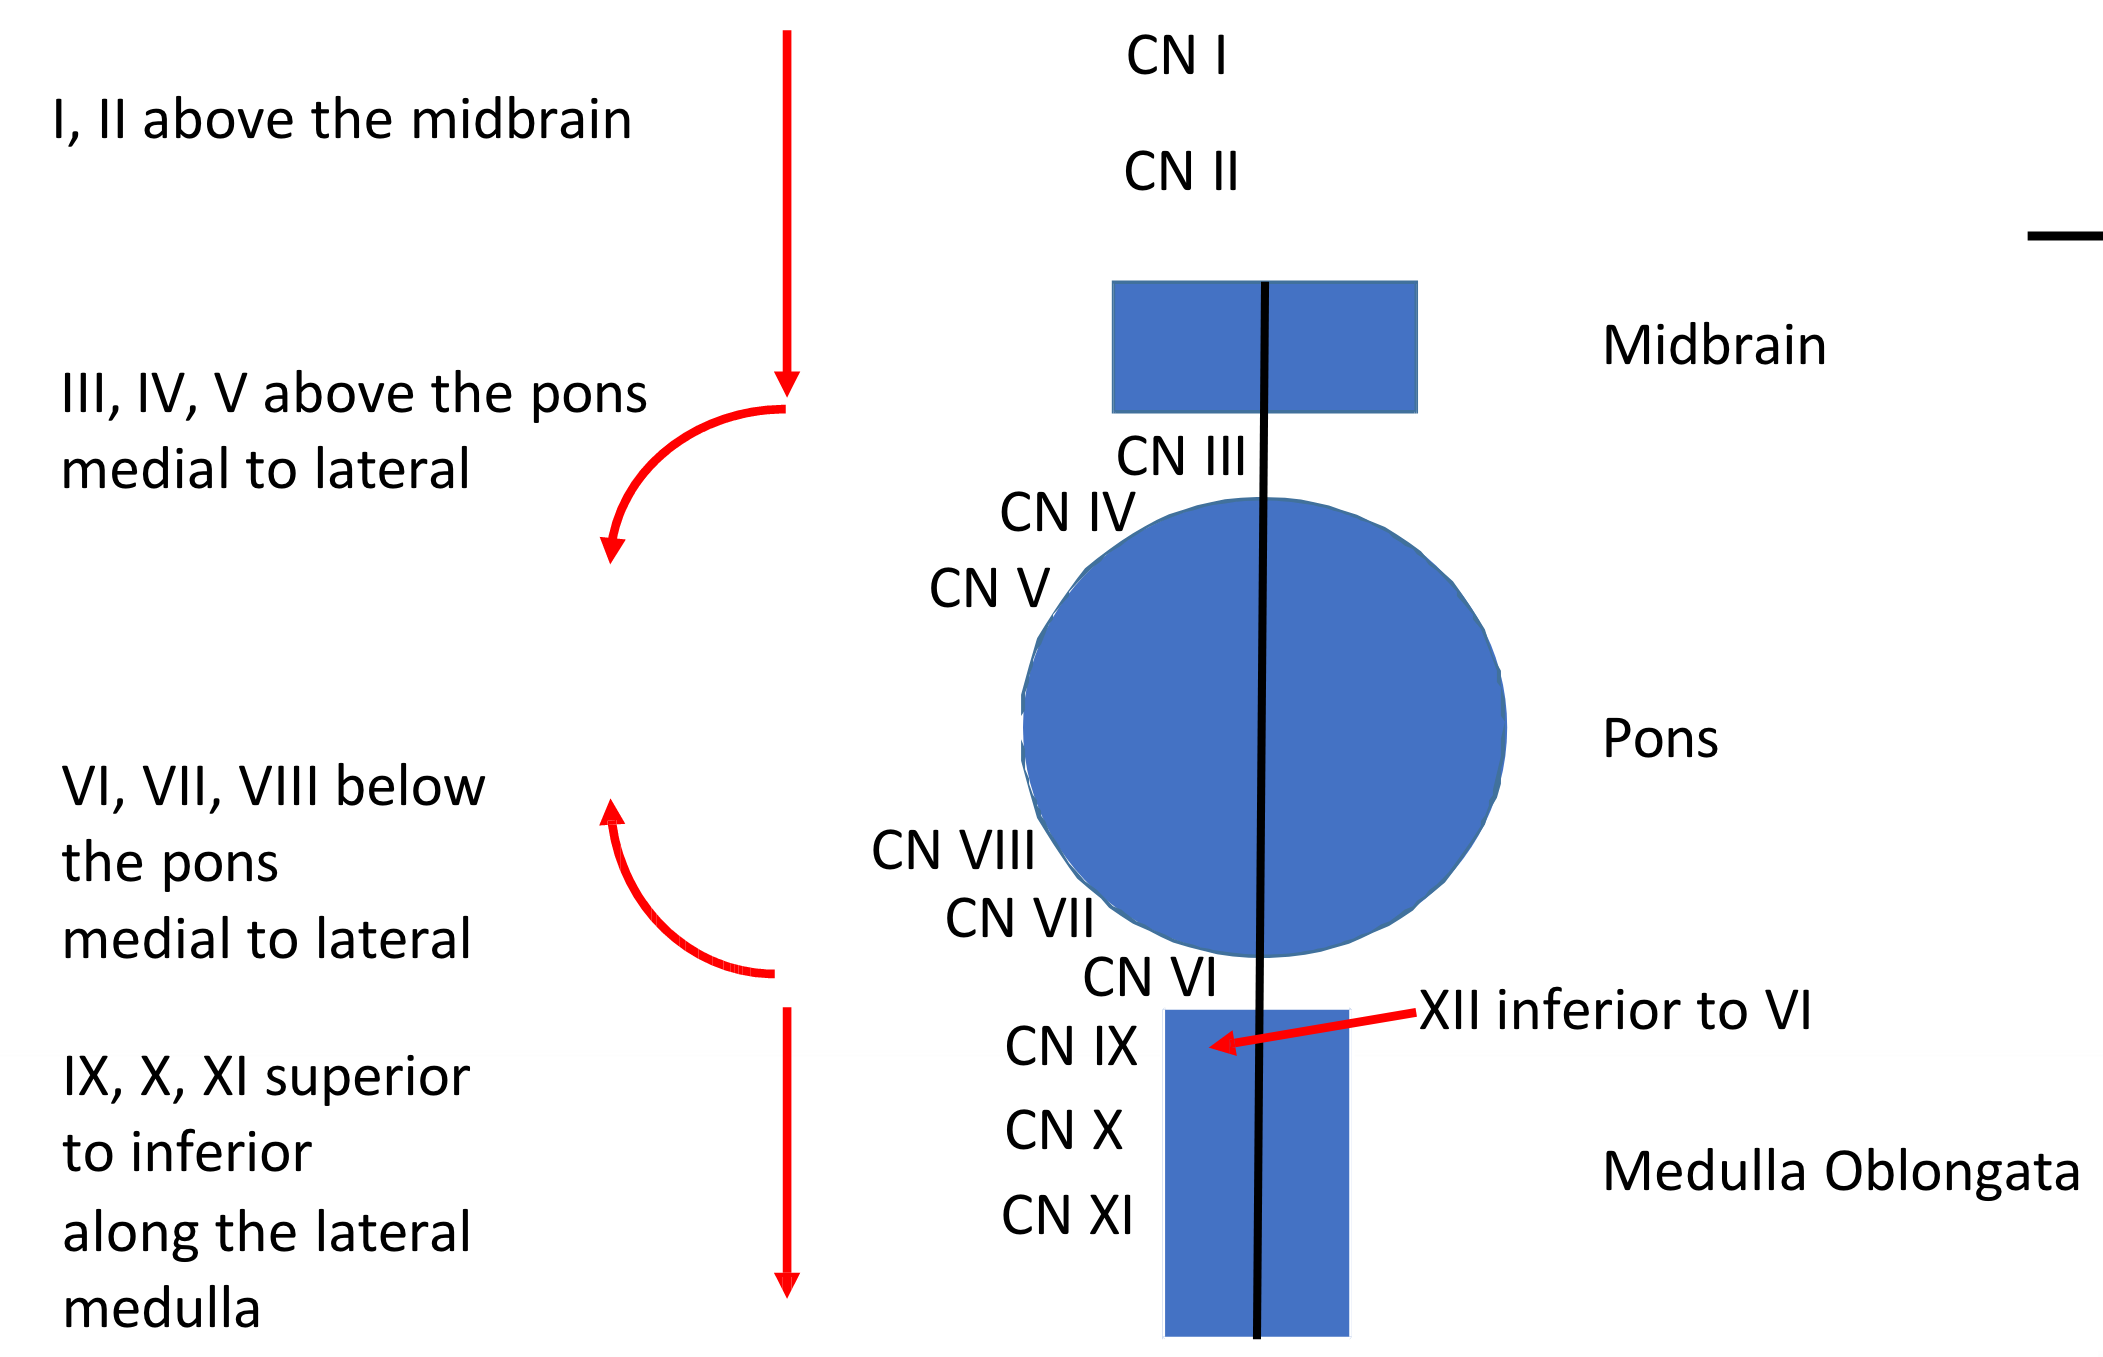 I, II above the midbrain
III, IV, V above the pons
medial to lateral
VI, VII, VIII below
the pons
medial to lateral
IX, X, XI superior
to inferior
along the lateral
medulla
CN I
CN II
CN III
CN IV
CN V
CN VIII
CN VII
CN VI
CN IX
CN X
CN XI
Midbrain
Pons
XII inferior to VI
Medulla Oblongata